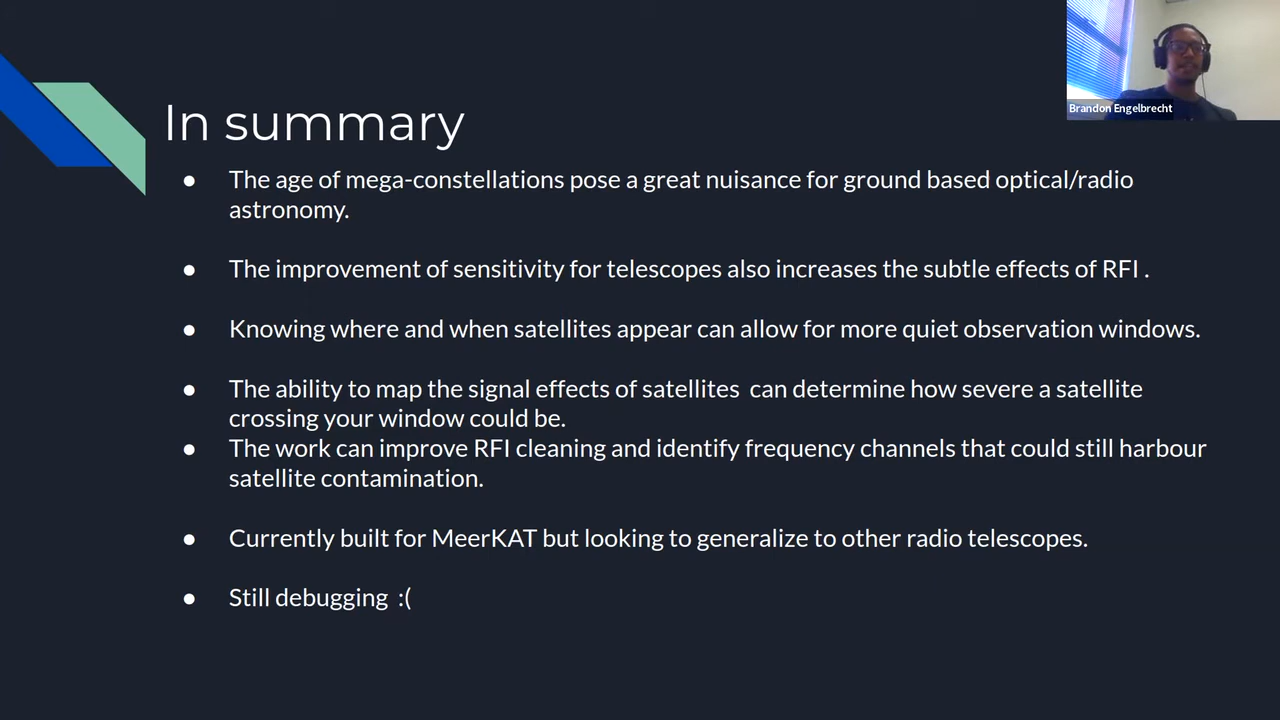 Brandon Engelbrecht
In summary
● The age of mega-constellations pose a great nuisance for ground based optical/radio
astronomy.
● The improvement of sensitivity for telescopes also increases the subtle effects of RFI .
● Knowing where and when satellites appear can allow for more quiet observation windows.
● The ability to map the signal effects of satellites  can determine how severe a satellite
crossing your window could be.
● The work can improve RFI cleaning and identify frequency channels that could still harbour
satellite contamination.
● Currently built for MeerKAT but looking to generalize to other radio telescopes.
● Still debugging  :(